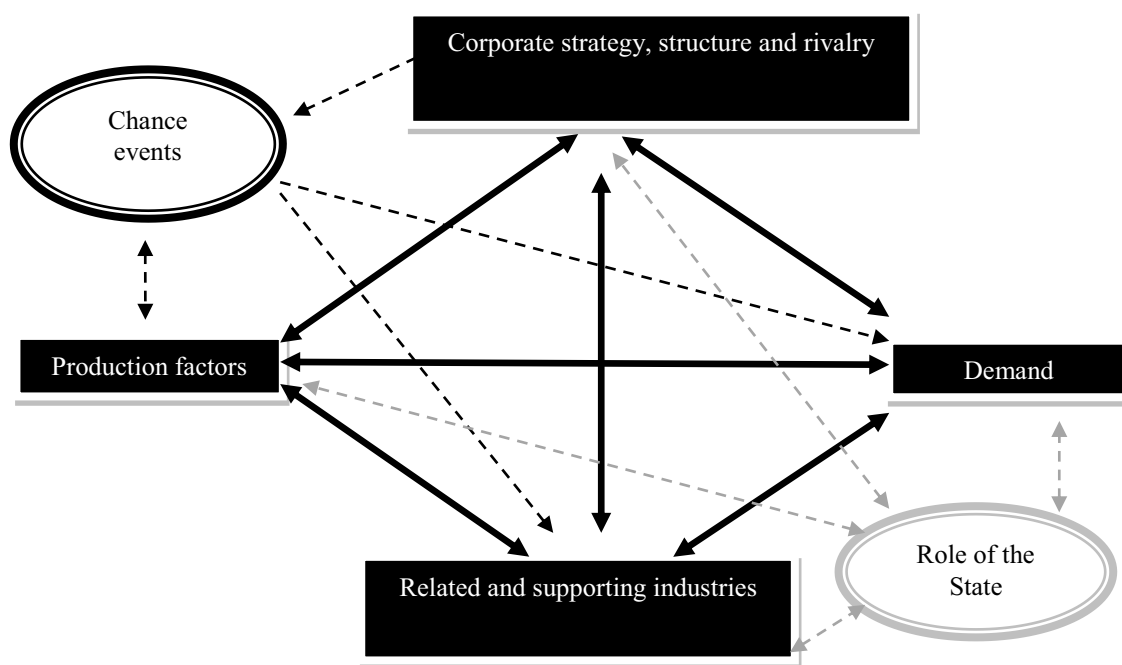 Corporate strategy, structure and rivalry
Chance
events
Production factors
Demand
Related and supporting industries
Role of the
State